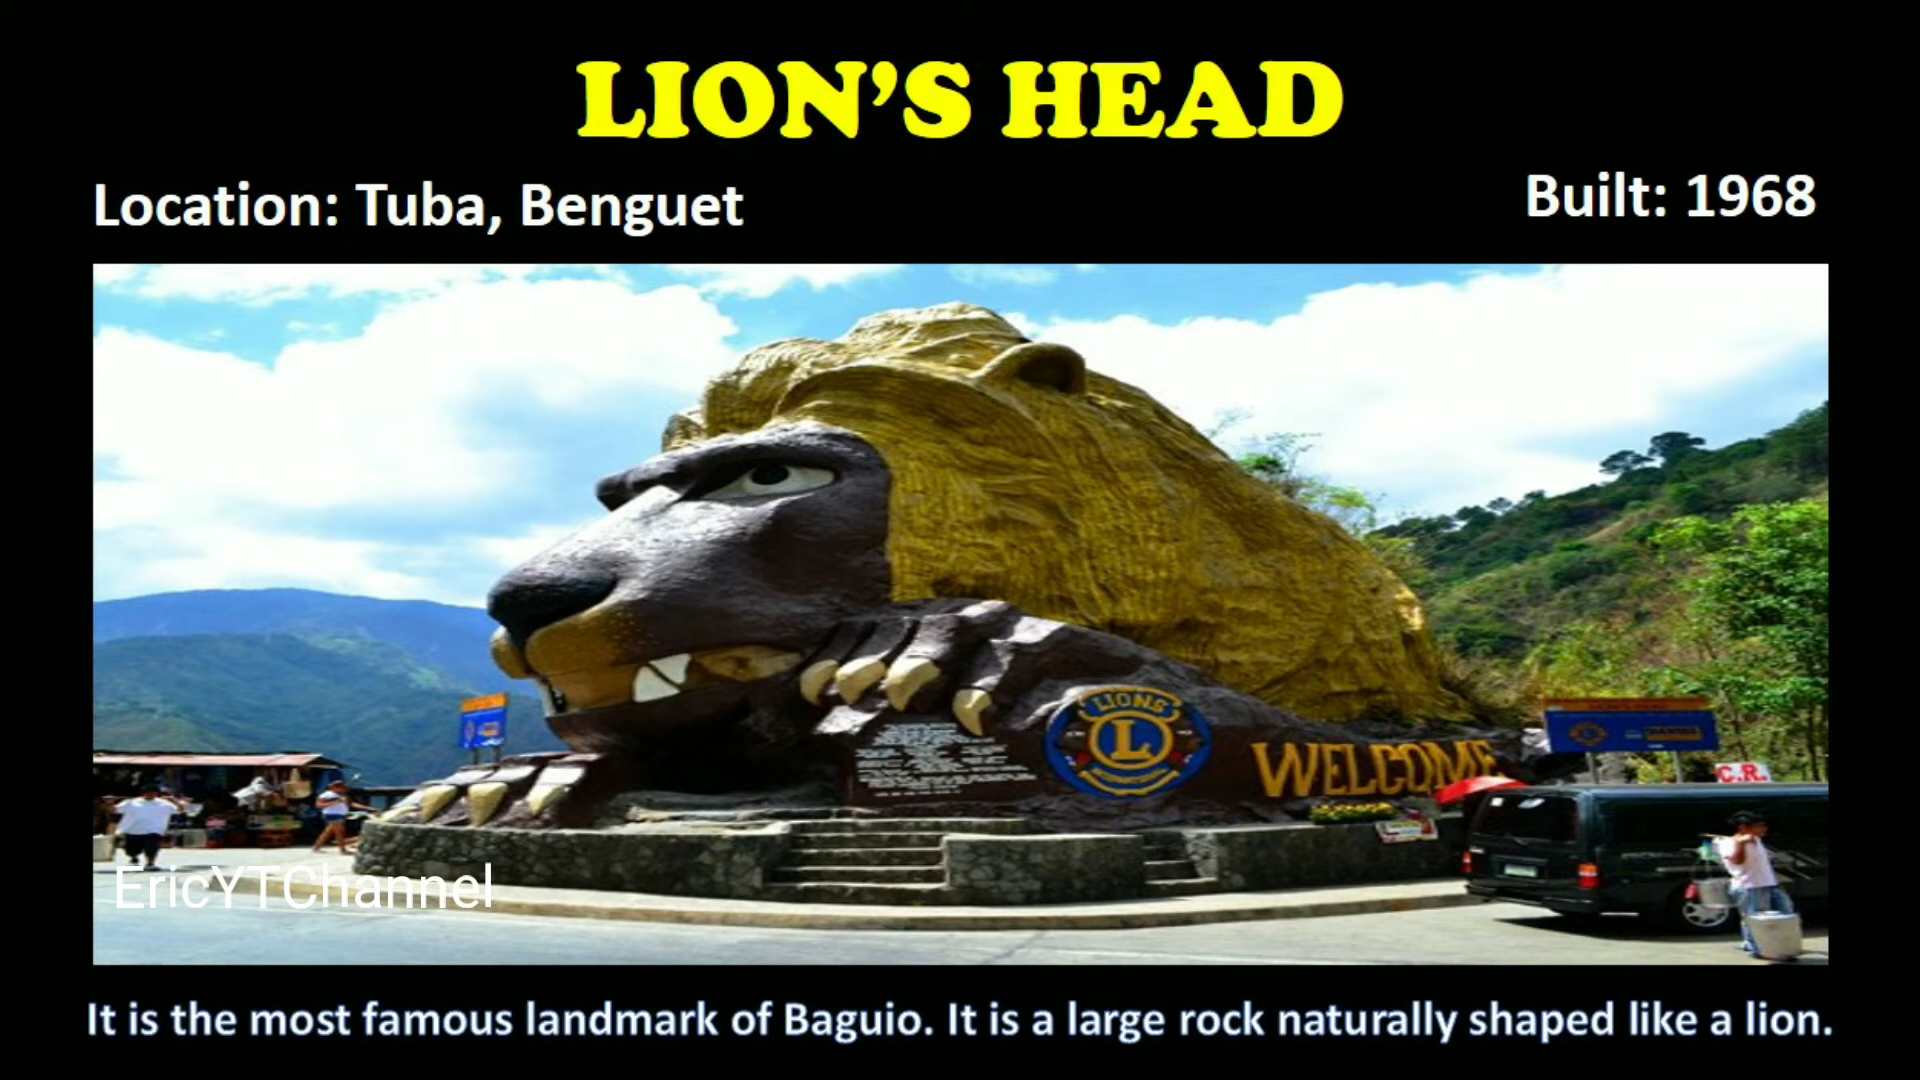 LION'S HEAD
Location: Tuba, Benguet
Built: 1968
LIONS
L
WELCOME
C.R.
EricYTChannel
It is the most famous landmark of Baguio. It is a large rock naturally shaped like a lion.